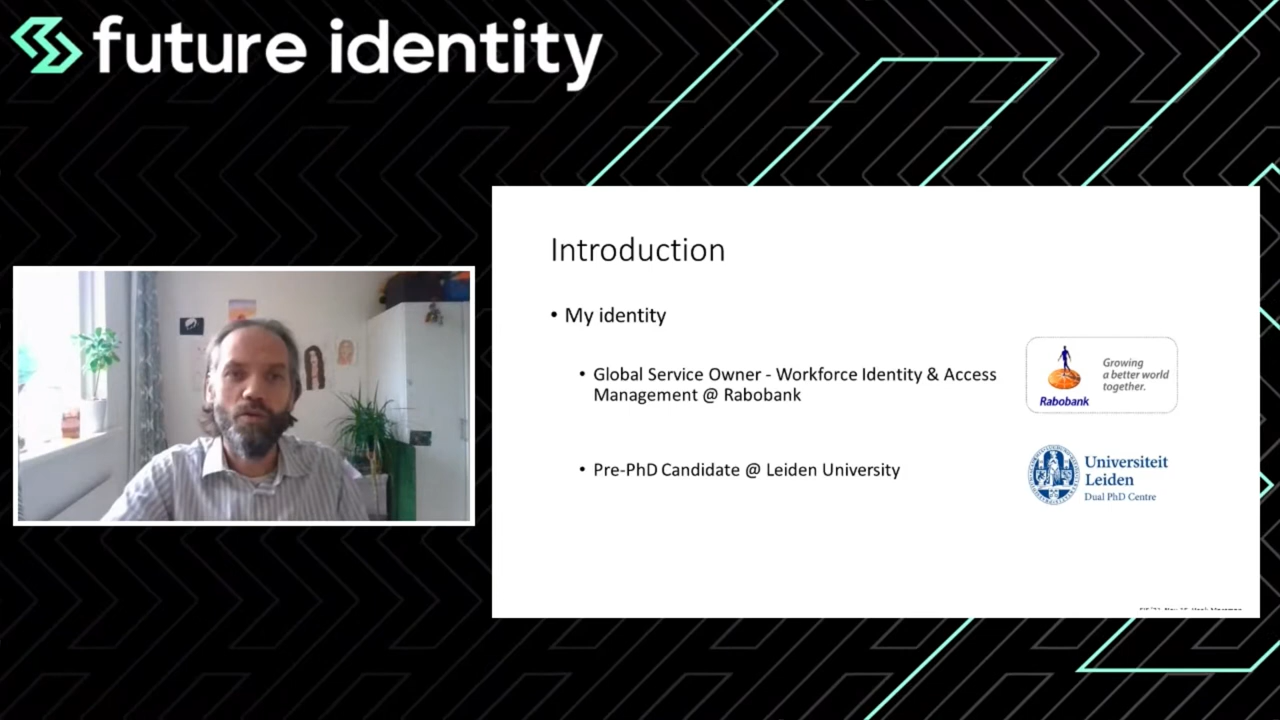 future identity
Introduction
• My identity
• Global Service Owner - Workforce Identity & Access
Management @ Rabobank
Growing
a better world
together.
Rabobank
• Pre-PhD Candidate @ Leiden University
Universiteit
Leiden
Dual PhD Centre